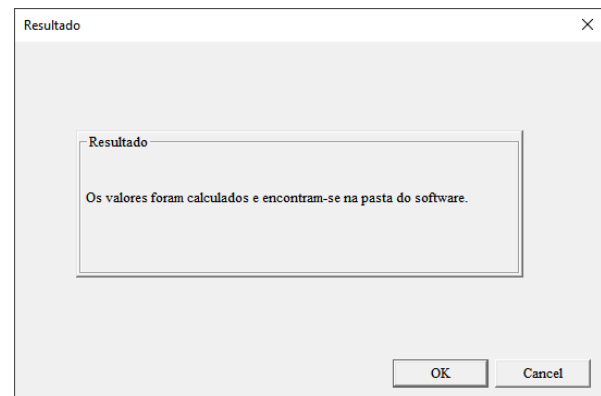 Resultado
Resultado
Os valores foram calculados e encontram-se na pasta do software.
OK
Cancel